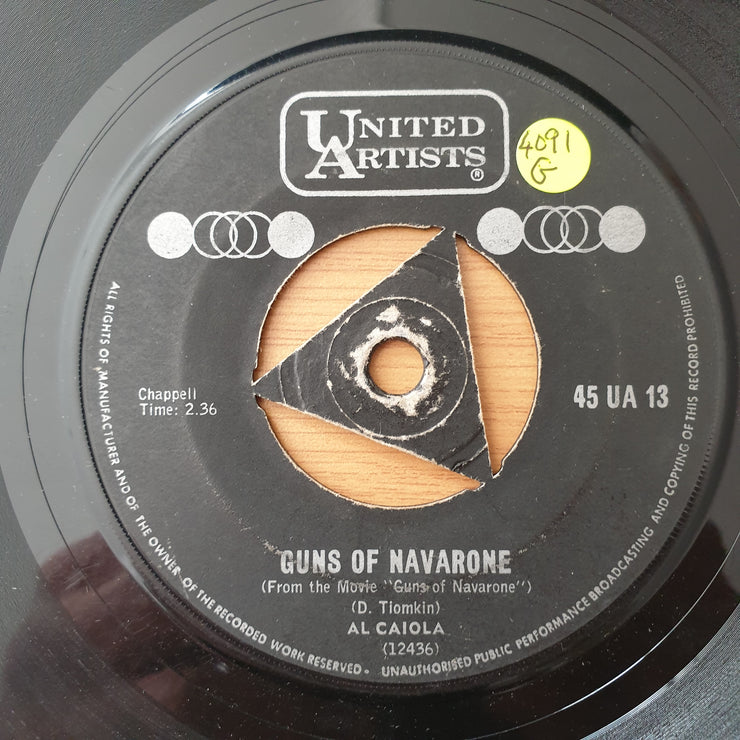 UNITED
ARTISTS
®
4091
G
Chappell
Time: 2.36
45 UA 13
GUNS OF NAVARONE
(From the Movie "Guns of Navarone")
(D. Tiomkin)
AL CAIOLA
(12436)
ALL RIGHTS OF MANUFACTURER AND OF THE OWNER OF THE RECORDED WORK RESERVED · UNAUTHORISED PUBLIC PERFORMANCE BROADCASTING AND COPYING OF THIS RECORD PROHIBITED